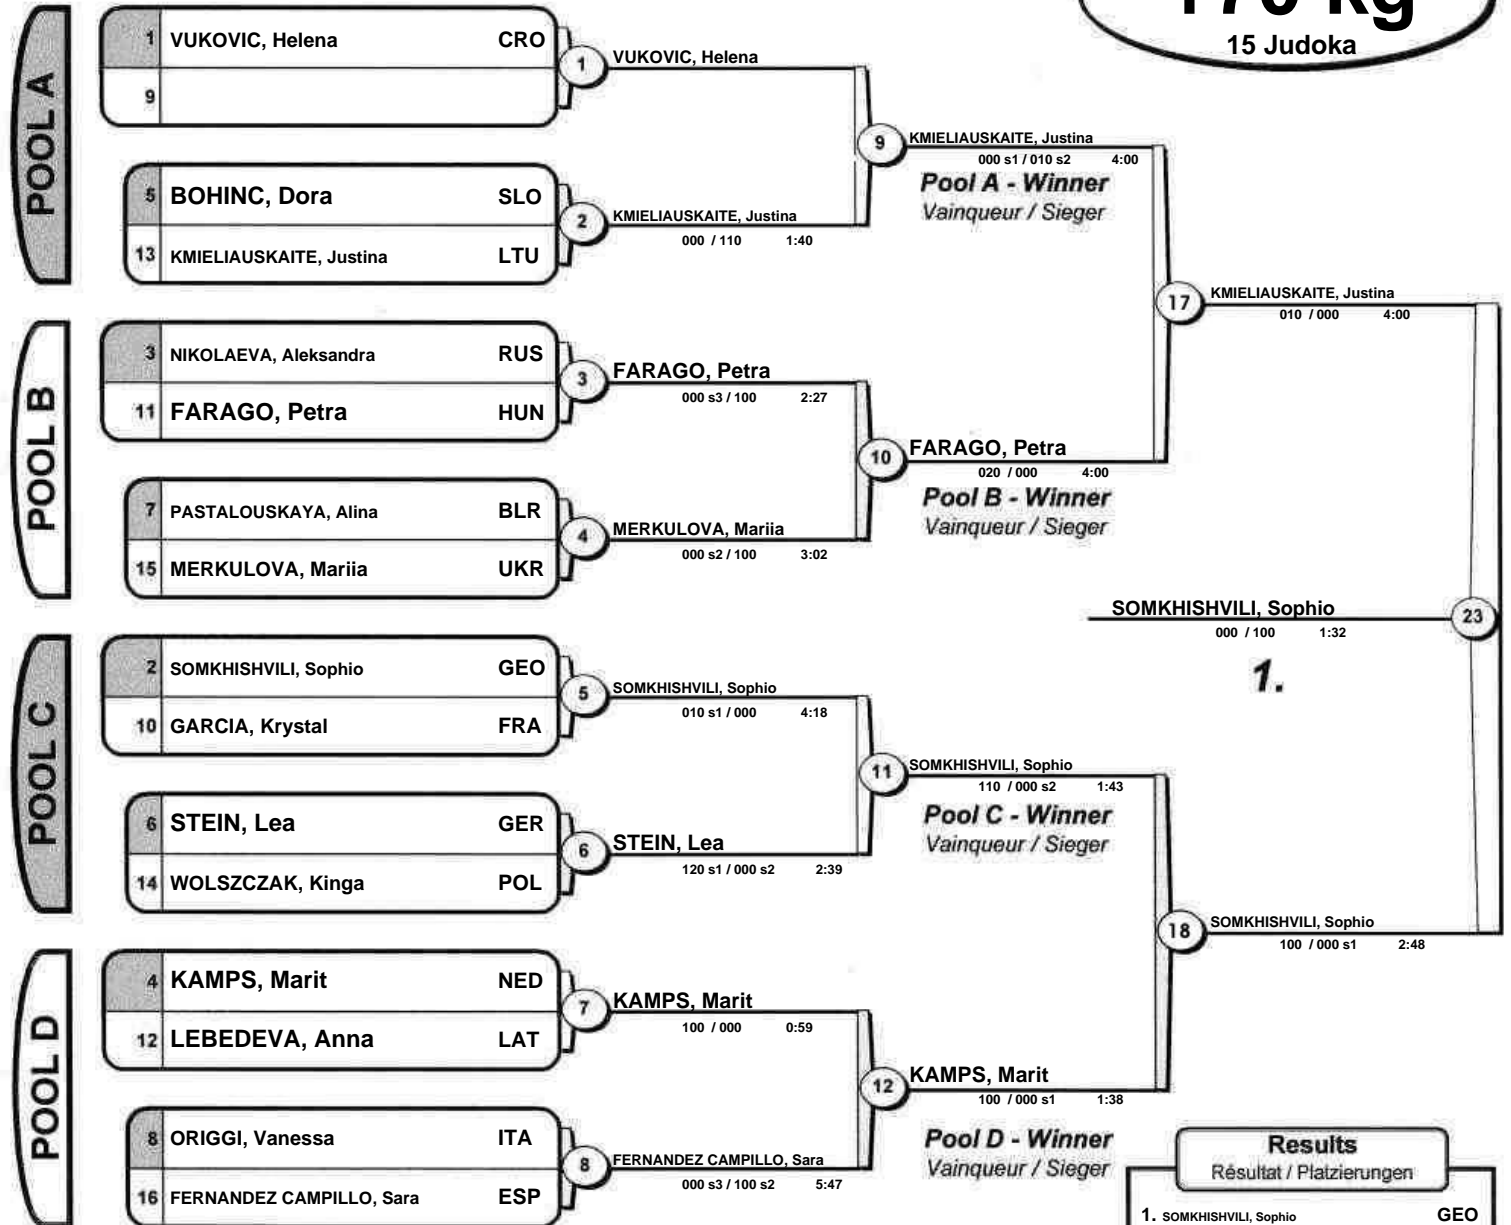 +70 kg
15 Judoka
POOL A
1 VUKOVIC, Helena CRO
9
5 BOHINC, Dora SLO
13 KMIELIAUSKAITE, Justina LTU
1 VUKOVIC, Helena
2 KMIELIAUSKAITE, Justina
000 / 110 1:40
9 KMIELIAUSKAITE, Justina
000 s1 / 010 s2 4:00
Pool A - Winner
Vainqueur / Sieger
POOL B
3 NIKOLAEVA, Aleksandra RUS
11 FARAGO, Petra HUN
7 PASTALOUSKAYA, Alina BLR
15 MERKULOVA, Mariia UKR
3 FARAGO, Petra
000 s3 / 100 2:27
4 MERKULOVA, Mariia
000 s2 / 100 3:02
10 FARAGO, Petra
020 / 000 4:00
Pool B - Winner
Vainqueur / Sieger
17 KMIELIAUSKAITE, Justina
010 / 000 4:00
POOL C
2 SOMKHISHVILI, Sophio GEO
10 GARCIA, Krystal FRA
6 STEIN, Lea GER
14 WOLSZCZAK, Kinga POL
5 SOMKHISHVILI, Sophio
010 s1 / 000 4:18
6 STEIN, Lea
120 s1 / 000 s2 2:39
11 SOMKHISHVILI, Sophio
110 / 000 s2 1:43
Pool C - Winner
Vainqueur / Sieger
POOL D
4 KAMPS, Marit NED
12 LEBEDEVA, Anna LAT
8 ORIGGI, Vanessa ITA
16 FERNANDEZ CAMPILLO, Sara ESP
7 KAMPS, Marit
100 / 000 0:59
8 FERNANDEZ CAMPILLO, Sara
000 s3 / 100 s2 5:47
12 KAMPS, Marit
100 / 000 s1 1:38
Pool D - Winner
Vainqueur / Sieger
18 SOMKHISHVILI, Sophio
100 / 000 s1 2:48
SOMKHISHVILI, Sophio 23
000 / 100 1:32
1.
Results
Résultat / Platzierungen
1. SOMKHISHVILI, Sophio GEO